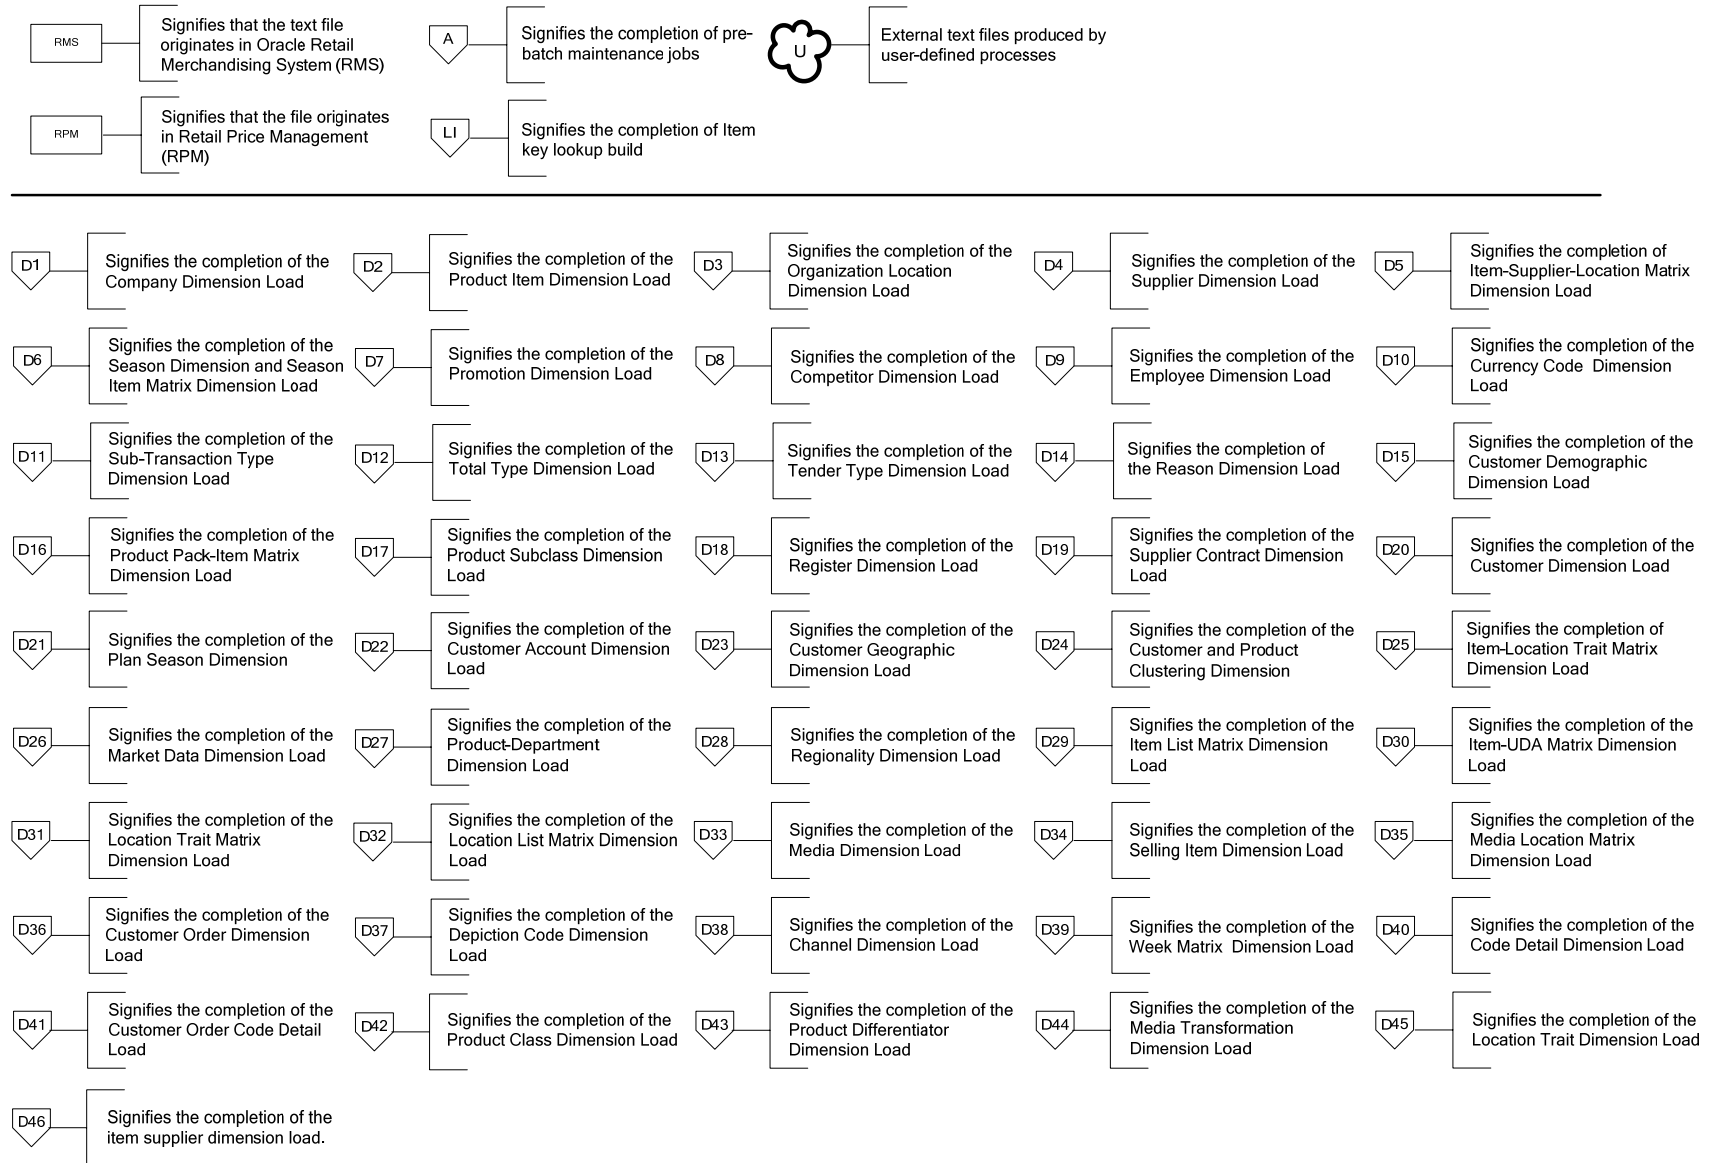 RMS
Signifies that the text file
originates in Oracle Retail
Merchandising System (RMS)
A
Signifies the completion of pre-
batch maintenance jobs
U
External text files produced by
user-defined processes
RPM
Signifies that the file originates
in Retail Price Management
(RPM)
LI
Signifies the completion of Item
key lookup build
D1
Signifies the completion of the
Company Dimension Load
D2
Signifies the completion of the
Product Item Dimension Load
D3
Signifies the completion of the
Organization Location
Dimension Load
D4
Signifies the completion of the
Supplier Dimension Load
D5
Signifies the completion of
Item-Supplier-Location Matrix
Dimension Load
D6
Signifies the completion of the
Season Dimension and Season
Item Matrix Dimension Load
D7
Signifies the completion of the
Promotion Dimension Load
D8
Signifies the completion of the
Competitor Dimension Load
D9
Signifies the completion of the
Employee Dimension Load
D10
Signifies the completion of the
Currency Code Dimension
Load
D11
Signifies the completion of the
Sub-Transaction Type
Dimension Load
D12
Signifies the completion of the
Total Type Dimension Load
D13
Signifies the completion of the
Tender Type Dimension Load
D14
Signifies the completion of
the Reason Dimension Load
D15
Signifies the completion of the
Customer Demographic
Dimension Load
D16
Signifies the completion of the
Product Pack-Item Matrix
Dimension Load
D17
Signifies the completion of the
Product Subclass Dimension
Load
D18
Signifies the completion of the
Register Dimension Load
D19
Signifies the completion of the
Supplier Contract Dimension
Load
D20
Signifies the completion of the
Customer Dimension Load
D21
Signifies the completion of the
Plan Season Dimension
D22
Signifies the completion of the
Customer Account Dimension
Load
D23
Signifies the completion of the
Customer Geographic
Dimension Load
D24
Signifies the completion of the
Customer and Product
Clustering Dimension
D25
Signifies the completion of
Item-Location Trait Matrix
Dimension Load
D26
Signifies the completion of the
Market Data Dimension Load
D27
Signifies the completion of the
Product-Department
Dimension Load
D28
Signifies the completion of the
Regionality Dimension Load
D29
Signifies the completion of the
Item List Matrix Dimension
Load
D30
Signifies the completion of the
Item-UDA Matrix Dimension
Load
D31
Signifies the completion of the
Location Trait Matrix
Dimension Load
D32
Signifies the completion of the
Location List Matrix Dimension
Load
D33
Signifies the completion of the
Media Dimension Load
D34
Signifies the completion of the
Selling Item Dimension Load
D35
Signifies the completion of the
Media Location Matrix
Dimension Load
D36
Signifies the completion of the
Customer Order Dimension
Load
D37
Signifies the completion of the
Depiction Code Dimension
Load
D38
Signifies the completion of the
Channel Dimension Load
D39
Signifies the completion of the
Week Matrix Dimension Load
D40
Signifies the completion of the
Code Detail Dimension Load
D41
Signifies the completion of the
Customer Order Code Detail
Load
D42
Signifies the completion of the
Product Class Dimension Load
D43
Signifies the completion of the
Product Differentiator
Dimension Load
D44
Signifies the completion of the
Media Transformation
Dimension Load
D45
Signifies the completion of the
Location Trait Dimension Load
D46
Signifies the completion of the
item supplier dimension load.